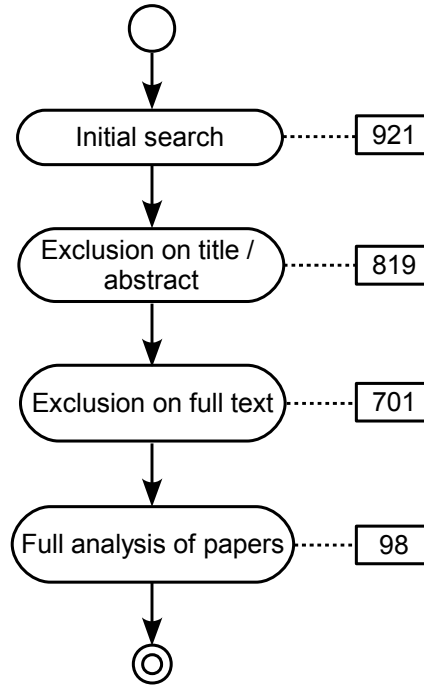 Initial search
921
Exclusion on title /
abstract
819
Exclusion on full text
701
Full analysis of papers
98